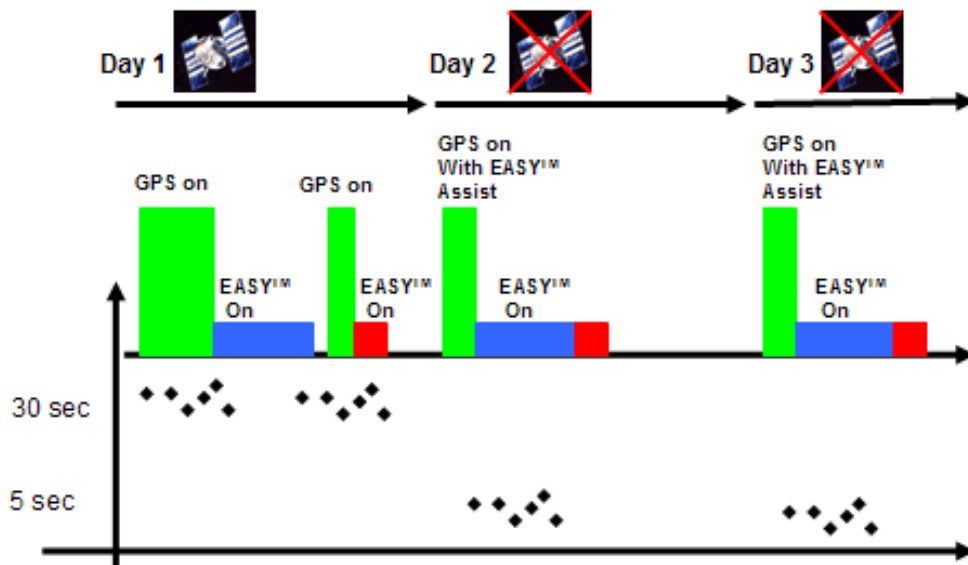 Day 1
Day 2
Day 3
GPS on
GPS on
GPS on
With EASY™
Assist
GPS on
With EASY™
Assist
EASY™
On
EASY™
On
EASY™
On
EASY™
On
30 sec
5 sec